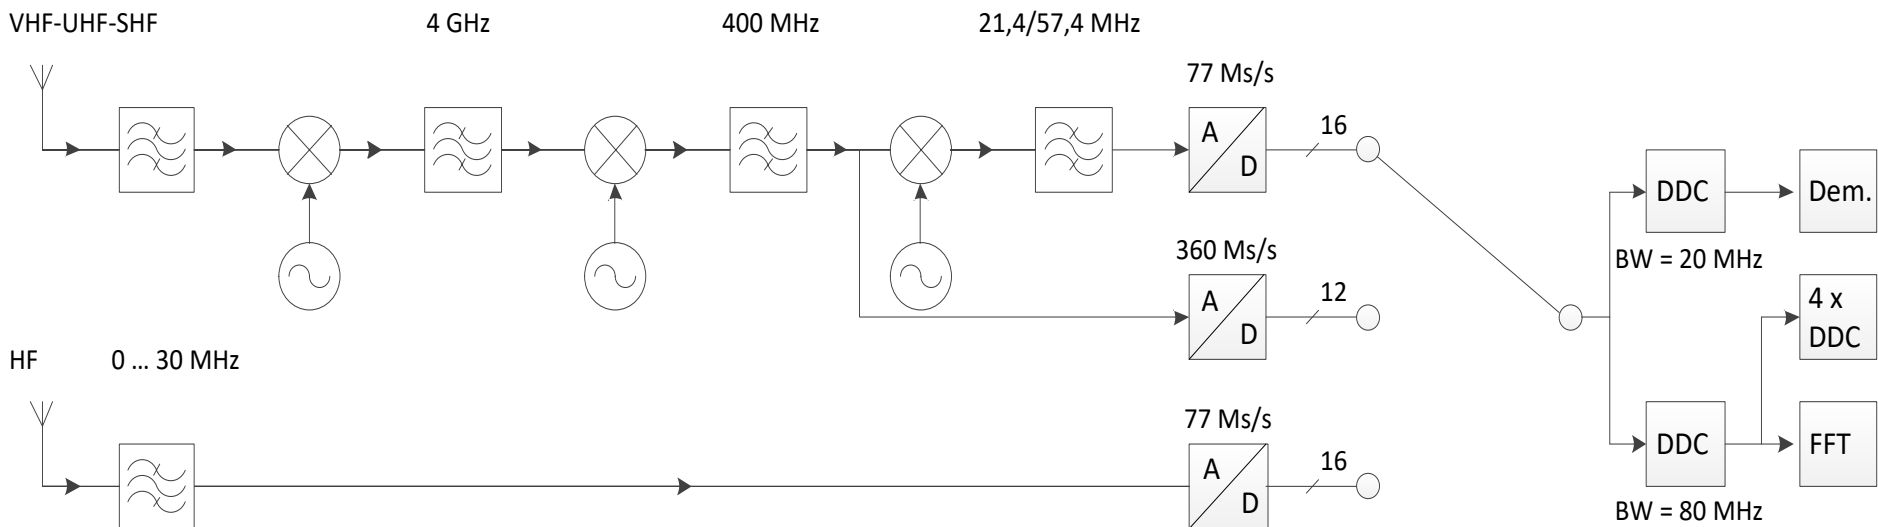 VHF-UHF-SHF
4 GHz
400 MHz
21,4/57,4 MHz
77 Ms/s
A
D
16
360 Ms/s
A
D
12
HF
0 ... 30 MHz
77 Ms/s
A
D
16
DDC
Dem.
BW = 20 MHz
4 x
DDC
DDC
FFT
BW = 80 MHz